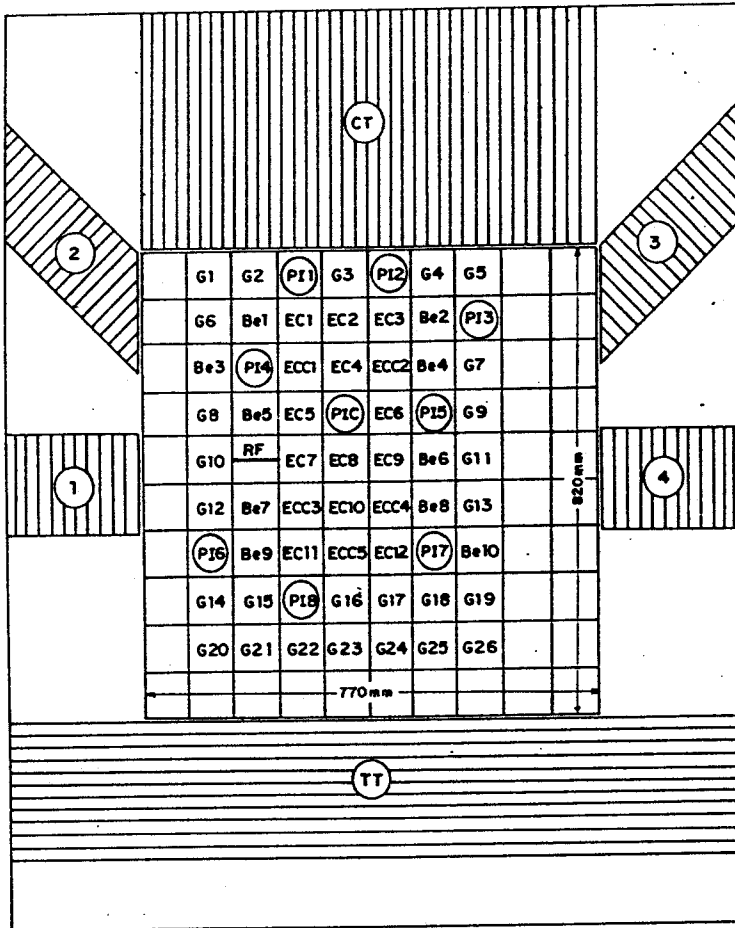 CT
2
3
G1 G2 PI1 G3 PI2 G4 G5
G6 Be1 EC1 EC2 EC3 Be2 PI3
Be3 PI4 ECC1 EC4 ECC2 Be4 G7
G8 Be5 EC5 PIC EC6 PI5 G9
G10 RF EC7 EC8 EC9 Be6 G11
1
4
820mm
G12 Be7 ECC3 EC10 ECC4 Be8 G13
PI6 Be9 EC11 ECC5 EC12 PI7 Be10
G14 G15 PI8 G16 G17 G18 G19
G20 G21 G22 G23 G24 G25 G26
770mm
TT